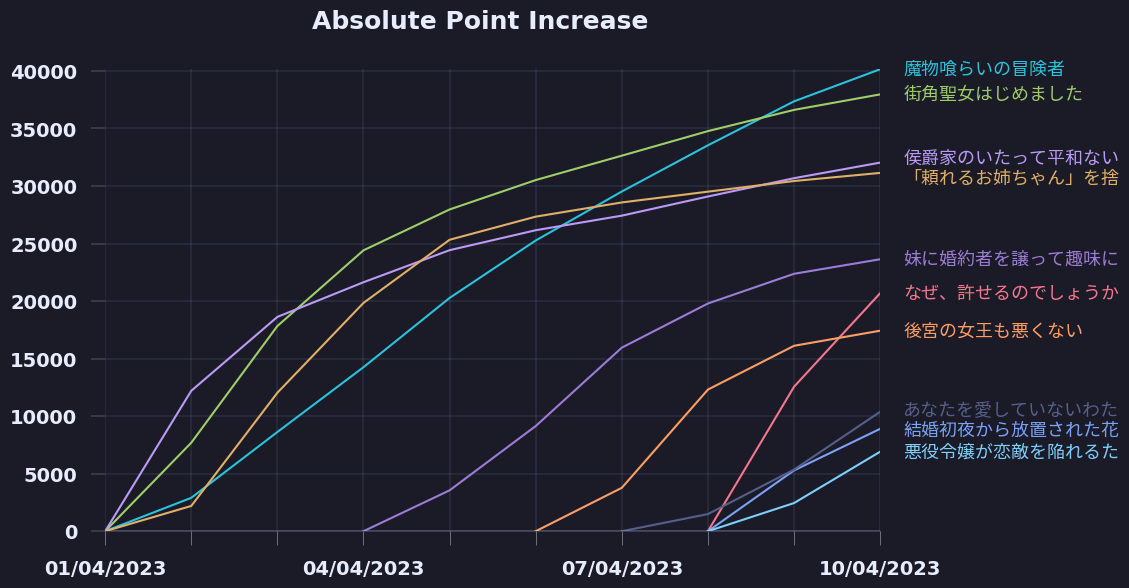 Absolute Point Increase
40000
35000
30000
25000
20000
15000
10000
5000
0
01/04/2023
04/04/2023
07/04/2023
10/04/2023
魔物喰らいの冒険者
街角聖女はじめました
侯爵家のいたって平和ない
「頼れるお姉ちゃん」を捨
妹に婚約者を譲って趣味に
なぜ、許せるのでしょうか
後宮の女王も悪くない
あなたを愛していないわた
結婚初夜から放置された花
悪役令嬢が恋敵を陥れるた